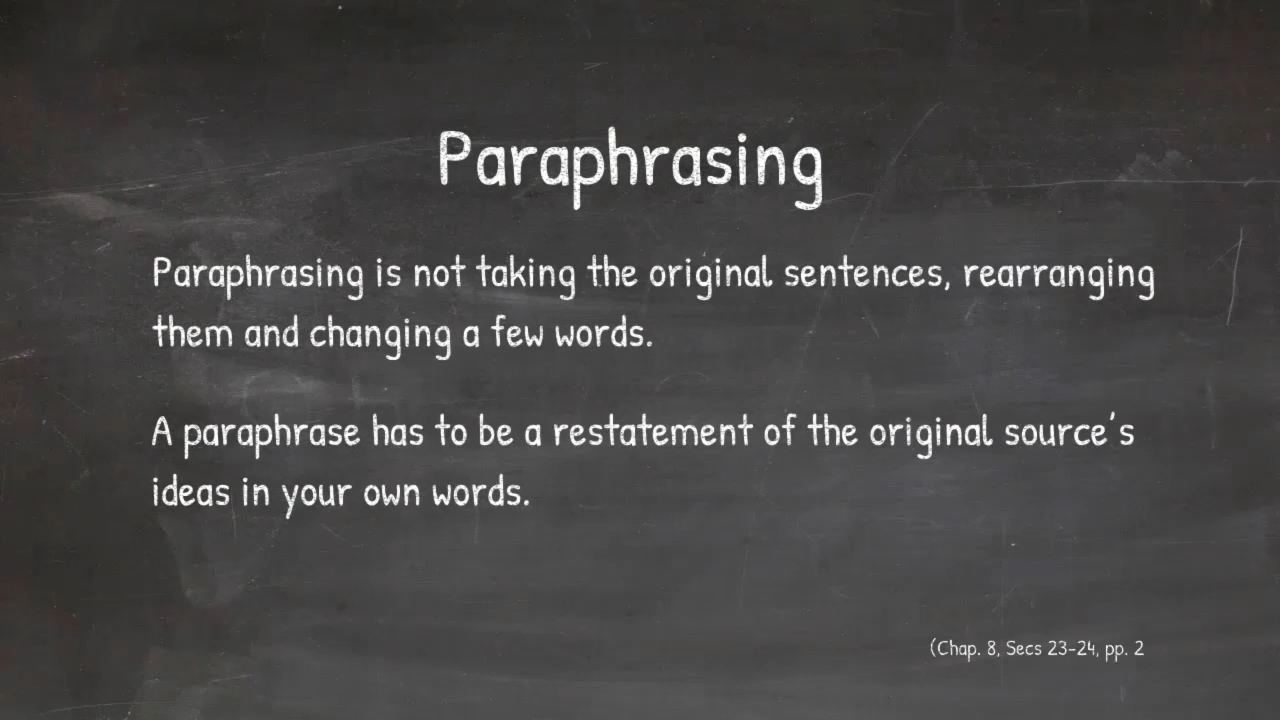 Paraphrasing
Paraphrasing is not taking the original sentences, rearranging
them and changing a few words.
A paraphrase has to be a restatement of the original source's
ideas in your own words.
(Chap. 8, Secs 23-24, pp. 2